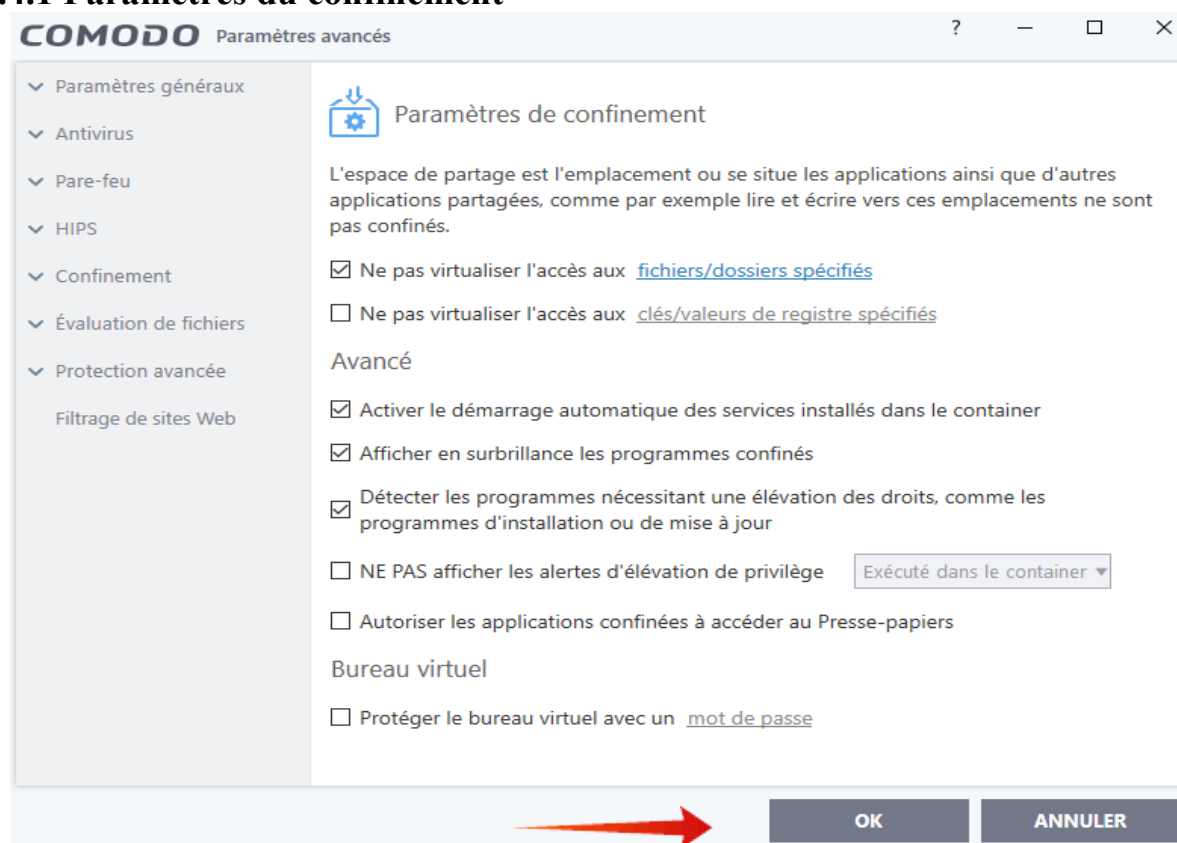 .4.1 Paramètres du confinement
COMODO Paramètres avancés ?
Paramètres généraux
Antivirus
Pare-feu
HIPS
Confinement
Évaluation de fichiers
Protection avancée
Filtrage de sites Web
Paramètres de confinement
L'espace de partage est l'emplacement ou se situe les applications ainsi que d'autres
applications partagées, comme par exemple lire et écrire vers ces emplacements ne sont
pas confinés.
Ne pas virtualiser l'accès aux fichiers/dossiers spécifiés
Ne pas virtualiser l'accès aux clés/valeurs de registre spécifiés
Avancé
Activer le démarrage automatique des services installés dans le container
Afficher en surbrillance les programmes confinés
Détecter les programmes nécessitant une élévation des droits, comme les
programmes d'installation ou de mise à jour
NE PAS afficher les alertes d'élévation de privilège Exécuté dans le container
Autoriser les applications confinées à accéder au Presse-papiers
Bureau virtuel
Protéger le bureau virtuel avec un mot de passe
OK ANNULER